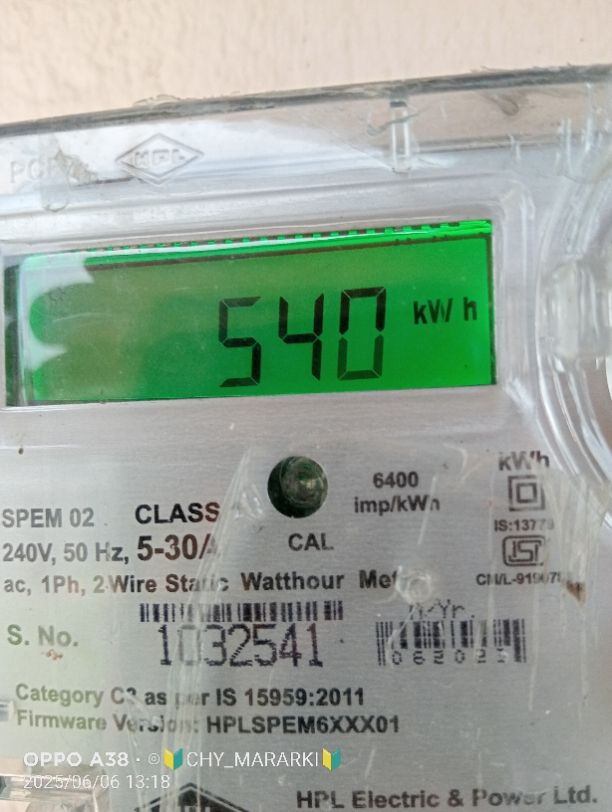 HPL
540 kWh
6400
imp/kWh
kWh
SPEM 02 CLASS
CAL
IS:13779
240V, 50 Hz, 5-30A
ac, 1Ph, 2-Wire Static Watthour Meter
S. No. 1032541
Category C2 as per IS 15959:2011
Firmware Version: HPLSPEM6XXX01
OPPO A38 · © 🔰CHY_MARARKI🔰
2025/06/06 13:18
HPL Electric & Power Ltd.